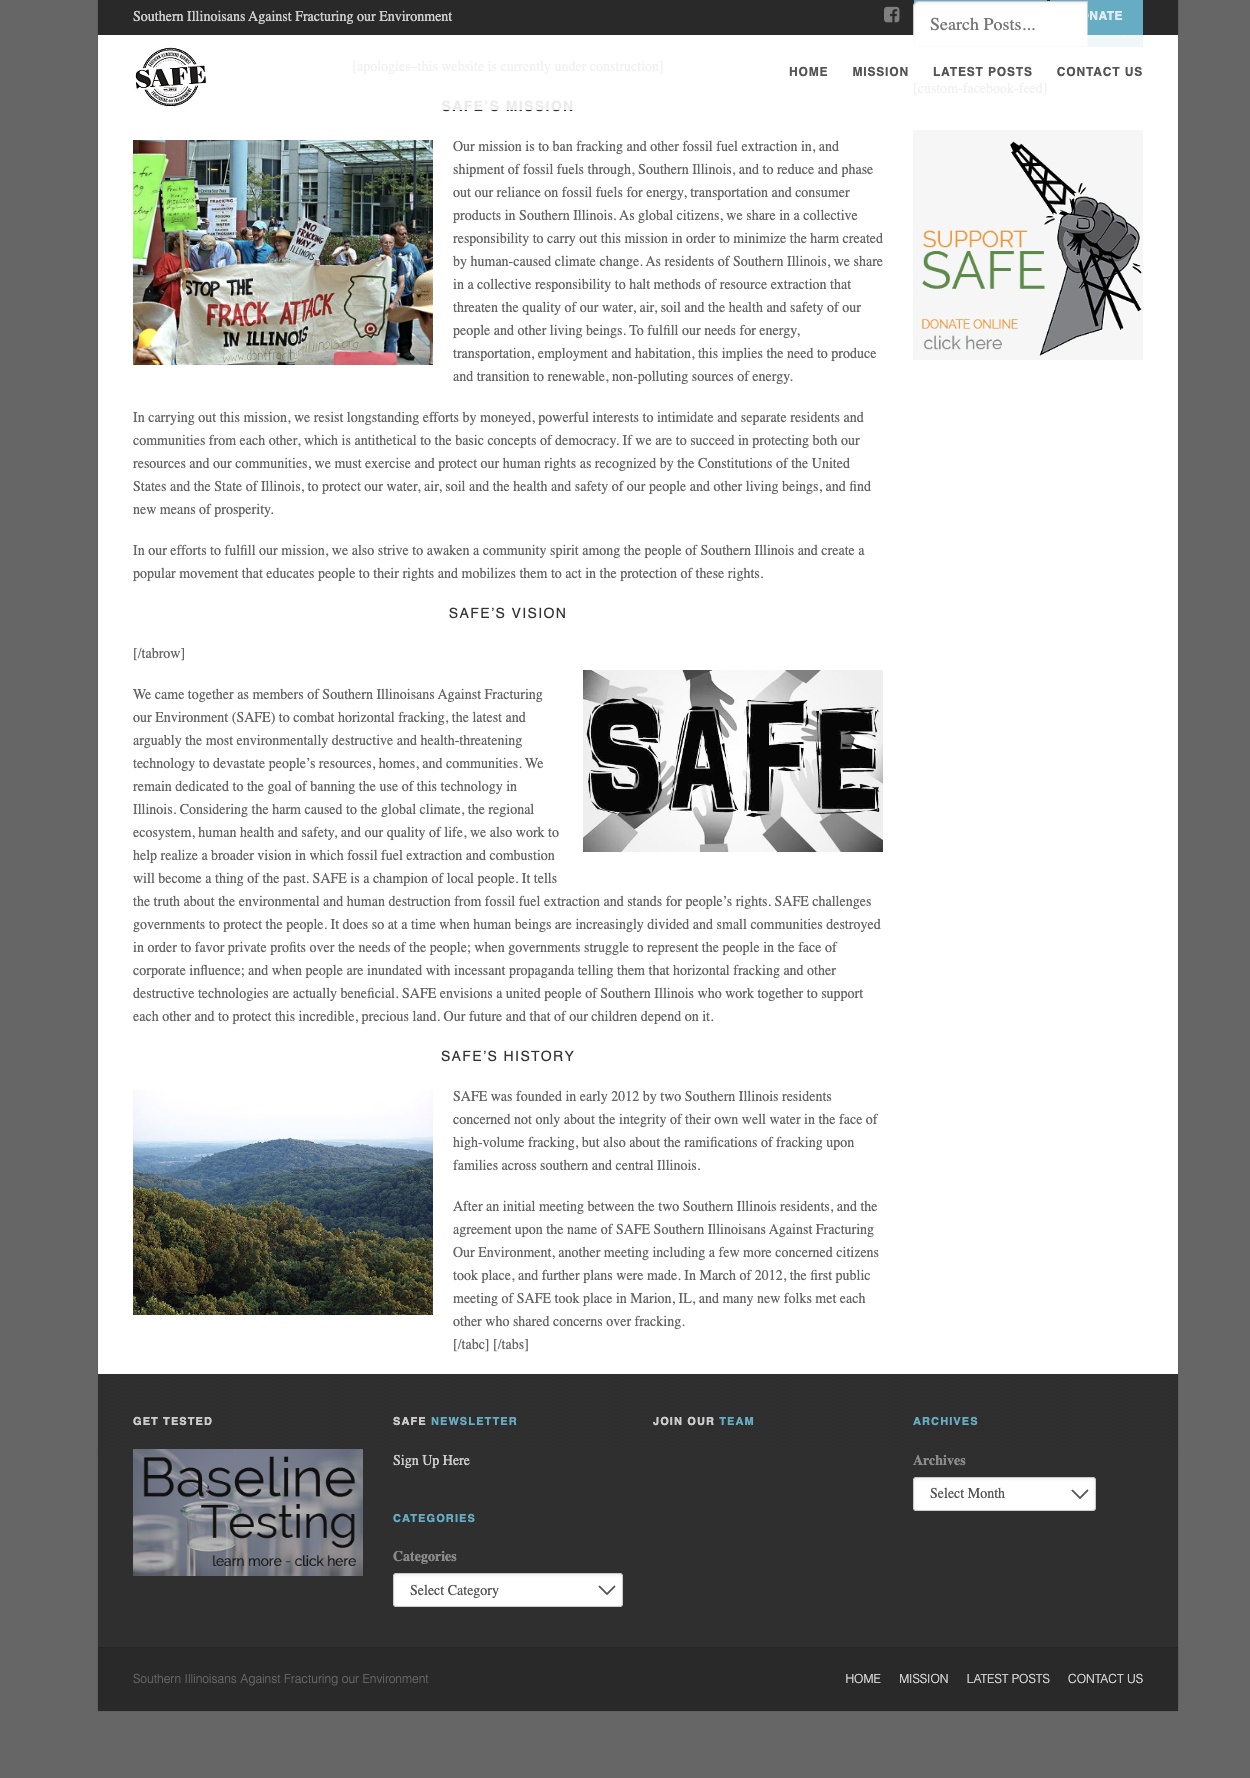 Southern Illinoisans Against Fracturing our Environment
Search Posts...
NATE
SAFE
HOME MISSION LATEST POSTS CONTACT US
[apologies–this website is currently under construction]
[custom-facebook-feed]
SAFE’S MISSION
STOP THE
FRACK ATTACK
IN ILLINOIS
NO
FRACKING
WAY!
ILLINOIS
Our mission is to ban fracking and other fossil fuel extraction in, and
shipment of fossil fuels through, Southern Illinois, and to reduce and phase
out our reliance on fossil fuels for energy, transportation and consumer
products in Southern Illinois. As global citizens, we share in a collective
responsibility to carry out this mission in order to minimize the harm created
by human-caused climate change. As residents of Southern Illinois, we share
in a collective responsibility to halt methods of resource extraction that
threaten the quality of our water, air, soil and the health and safety of our
people and other living beings. To fulfill our needs for energy,
transportation, employment and habitation, this implies the need to produce
and transition to renewable, non-polluting sources of energy.
SUPPORT
SAFE
DONATE ONLINE
click here
In carrying out this mission, we resist longstanding efforts by moneyed, powerful interests to intimidate and separate residents and
communities from each other, which is antithetical to the basic concepts of democracy. If we are to succeed in protecting both our
resources and our communities, we must exercise and protect our human rights as recognized by the Constitutions of the United
States and the State of Illinois, to protect our water, air, soil and the health and safety of our people and other living beings, and find
new means of prosperity.
In our efforts to fulfill our mission, we also strive to awaken a community spirit among the people of Southern Illinois and create a
popular movement that educates people to their rights and mobilizes them to act in the protection of these rights.
SAFE’S VISION
[/tabrow]
SAFE
We came together as members of Southern Illinoisans Against Fracturing
our Environment (SAFE) to combat horizontal fracking, the latest and
arguably the most environmentally destructive and health-threatening
technology to devastate people’s resources, homes, and communities. We
remain dedicated to the goal of banning the use of this technology in
Illinois. Considering the harm caused to the global climate, the regional
ecosystem, human health and safety, and our quality of life, we also work to
help realize a broader vision in which fossil fuel extraction and combustion
will become a thing of the past. SAFE is a champion of local people. It tells
the truth about the environmental and human destruction from fossil fuel extraction and stands for people’s rights. SAFE challenges
governments to protect the people. It does so at a time when human beings are increasingly divided and small communities destroyed
in order to favor private profits over the needs of the people; when governments struggle to represent the people in the face of
corporate influence; and when people are inundated with incessant propaganda telling them that horizontal fracking and other
destructive technologies are actually beneficial. SAFE envisions a united people of Southern Illinois who work together to support
each other and to protect this incredible, precious land. Our future and that of our children depend on it.
SAFE’S HISTORY
SAFE was founded in early 2012 by two Southern Illinois residents
concerned not only about the integrity of their own well water in the face of
high-volume fracking, but also about the ramifications of fracking upon
families across southern and central Illinois.
After an initial meeting between the two Southern Illinois residents, and the
agreement upon the name of SAFE Southern Illinoisans Against Fracturing
Our Environment, another meeting including a few more concerned citizens
took place, and further plans were made. In March of 2012, the first public
meeting of SAFE took place in Marion, IL, and many new folks met each
other who shared concerns over fracking.
[/tabc] [/tabs]
GET TESTED
Baseline
Testing
learn more - click here
SAFE NEWSLETTER
Sign Up Here
CATEGORIES
Categories
Select Category
JOIN OUR TEAM
ARCHIVES
Archives
Select Month
Southern Illinoisans Against Fracturing our Environment
HOME MISSION LATEST POSTS CONTACT US